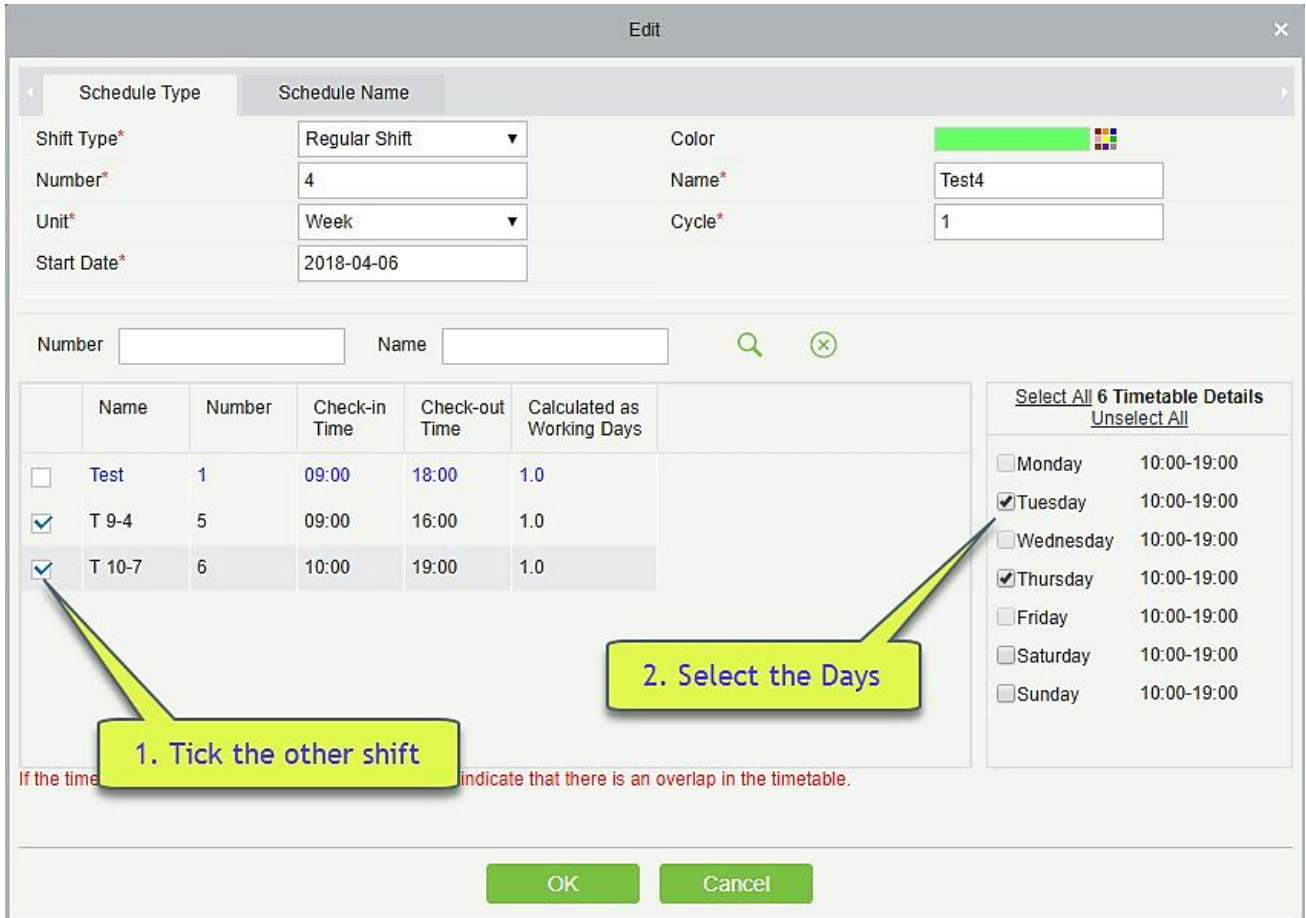 Edit
Schedule Type Schedule Name
Shift Type* Regular Shift Color
Number* 4 Name* Test4
Unit* Week Cycle* 1
Start Date* 2018-04-06
Number Name
Name Number Check-in Time Check-out Time Calculated as Working Days
Test 1 09:00 18:00 1.0
T 9-4 5 09:00 16:00 1.0
T 10-7 6 10:00 19:00 1.0
Select All 6 Timetable Details
Unselect All
Monday 10:00-19:00
Tuesday 10:00-19:00
Wednesday 10:00-19:00
Thursday 10:00-19:00
Friday 10:00-19:00
Saturday 10:00-19:00
Sunday 10:00-19:00
2. Select the Days
1. Tick the other shift
If the time indicate that there is an overlap in the timetable.
OK Cancel